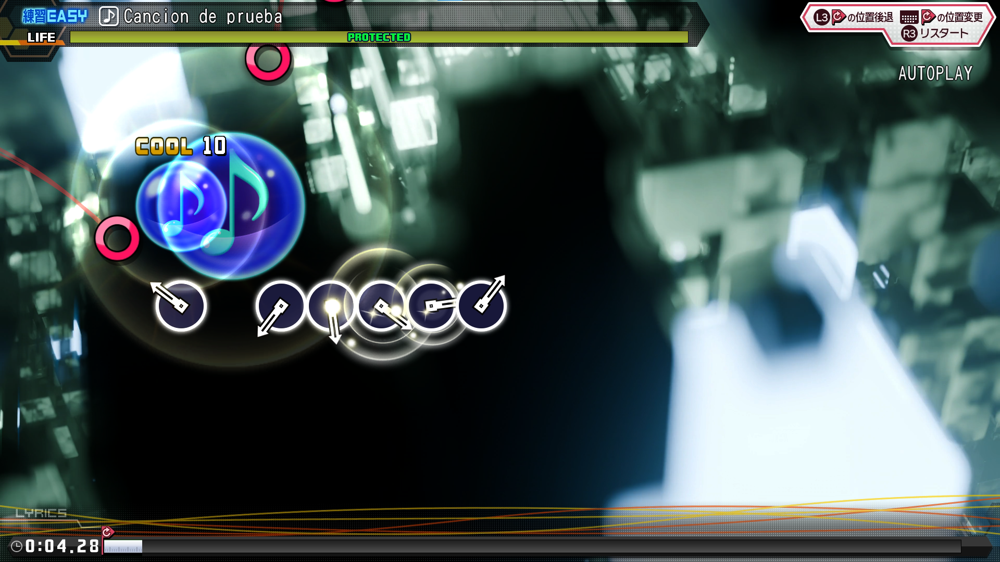 練習EASY Cancion de prueba
LIFE PROTECTED
L3 の位置後退 の位置変更
R3 リスタート
AUTOPLAY
COOL 10
LYRICS
0:04.28